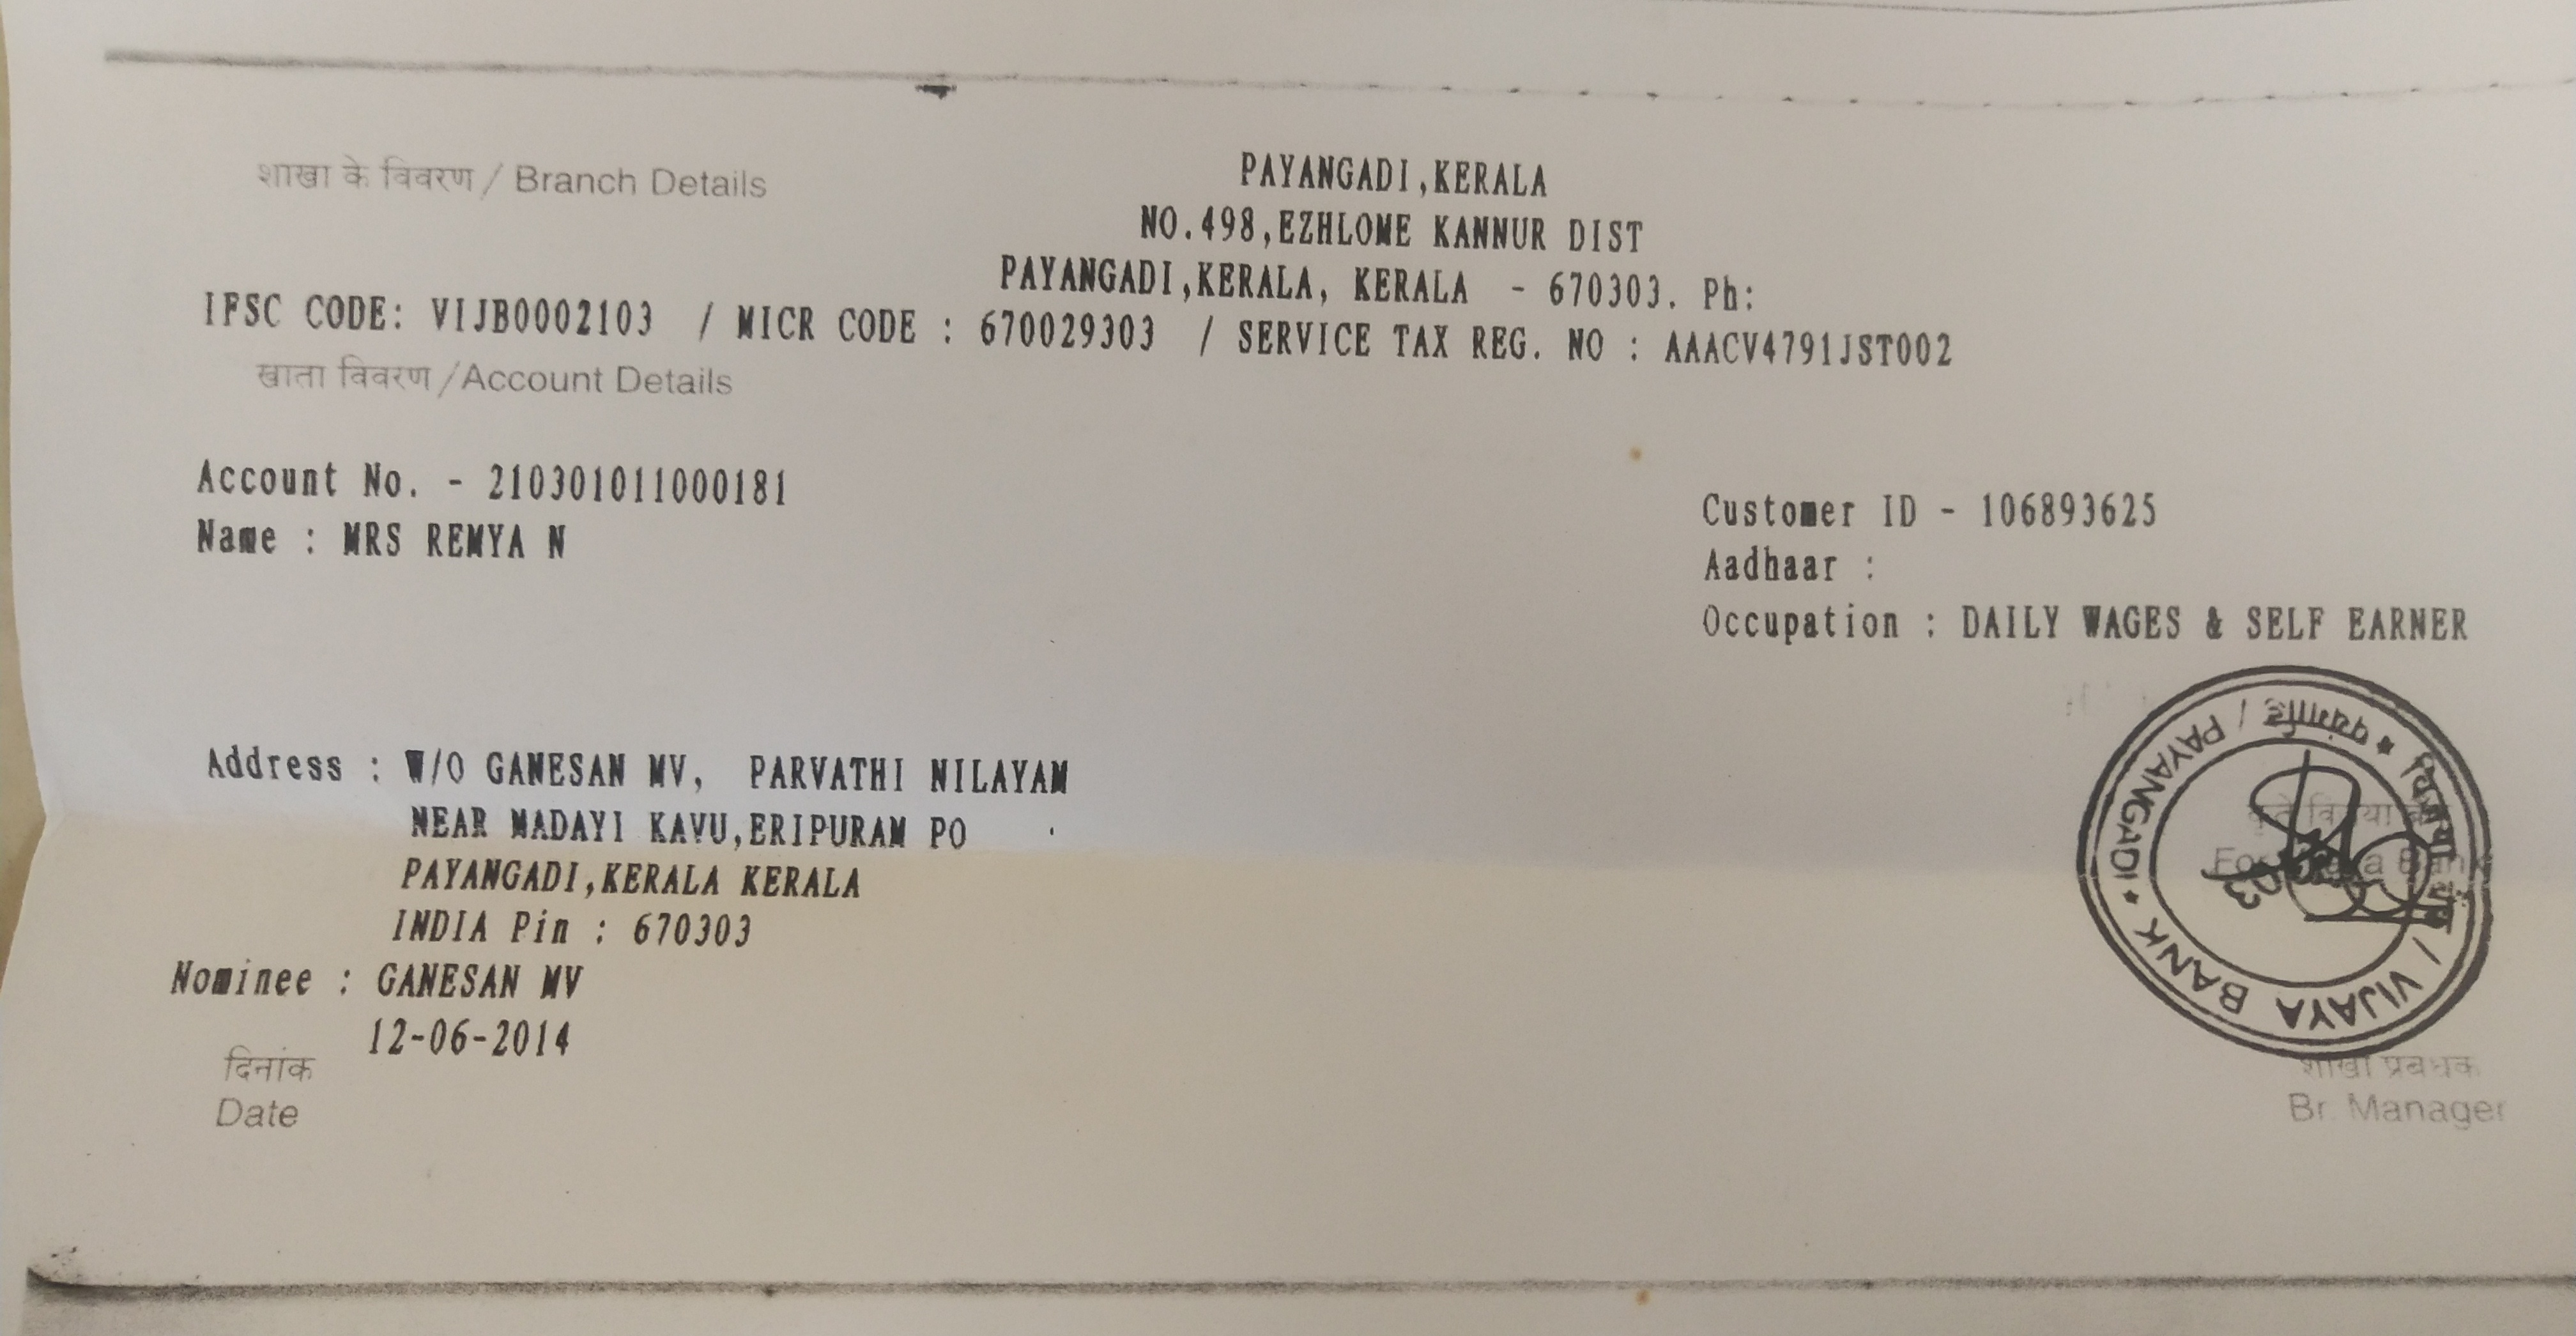 शाखा के विवरण / Branch Details
PAYANGADI,KERALA
NO.498,EZHLOME KANNUR DIST
PAYANGADI,KERALA, KERALA - 670303. Ph:
IFSC CODE: VIJB0002103 / MICR CODE : 670029303 / SERVICE TAX REG. NO : AAACV4791JST002
खाता विवरण /Account Details
Account No. - 210301011000181
Name : MRS REMYA N
Customer ID - 106893625
Aadhaar :
Occupation : DAILY WAGES & SELF EARNER
Address : W/O GANESAN MV, PARVATHI NILAYAM
NEAR MADAYI KAVU,ERIPURAM PO
PAYANGADI,KERALA KERALA
INDIA Pin : 670303
Nominee : GANESAN MV
12-06-2014
दिनांक
Date
/ VIJAYA BANK * PAYANGADI /
For Vijaya Bank
शाखा प्रबंधक
Br. Manager